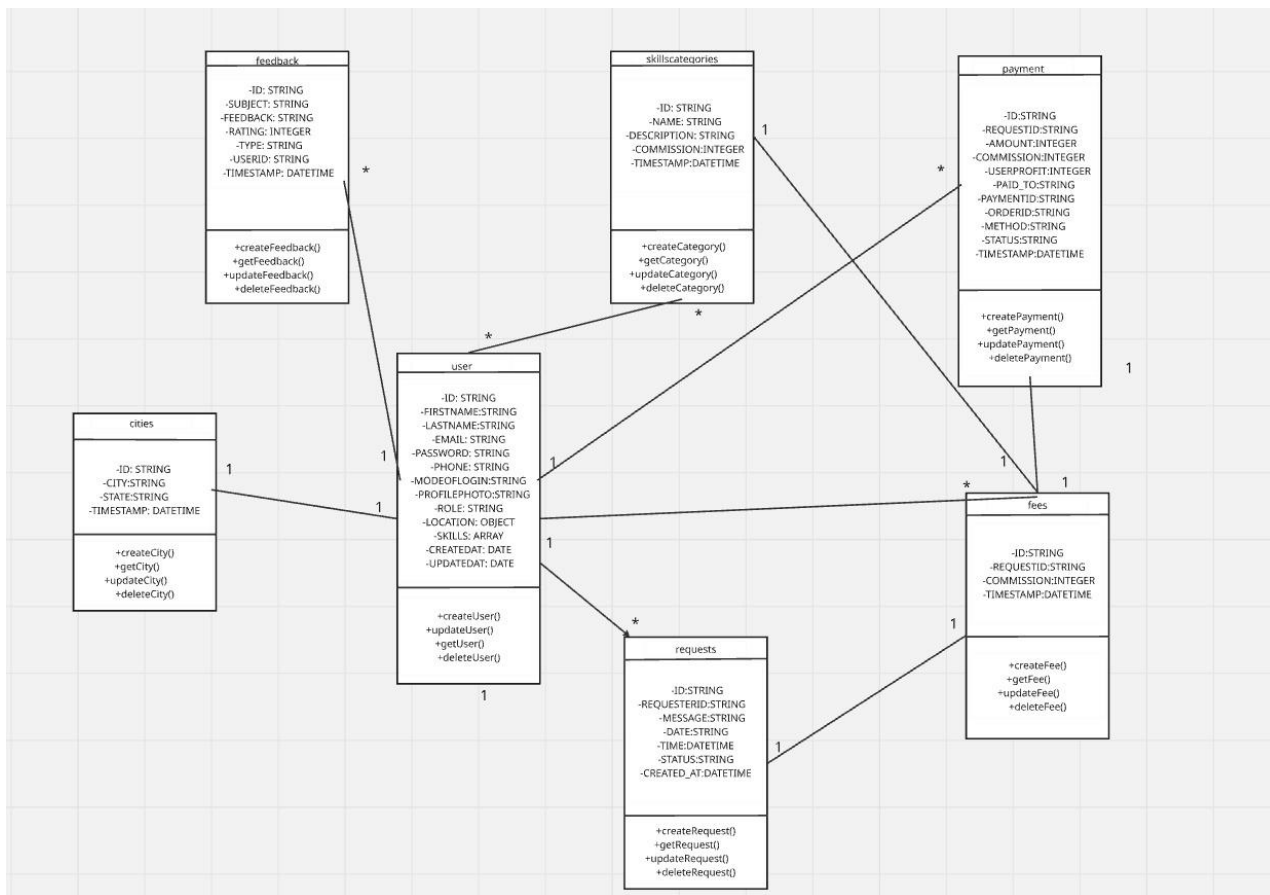 feedback
-ID: STRING
-SUBJECT: STRING
-FEEDBACK: STRING
-RATING: INTEGER
-TYPE: STRING
-USERID: STRING
-TIMESTAMP: DATETIME
*
+createFeedback()
+getFeedback()
+updateFeedback()
+deleteFeedback()
skillscategories
-ID: STRING
-NAME: STRING
-DESCRIPTION: STRING
-COMMISSION:INTEGER
-TIMESTAMP:DATETIME
1
+createCategory()
+getCategory()
+updateCategory()
+deleteCategory()
*
*
payment
-ID:STRING
-REQUESTID:STRING
-AMOUNT:INTEGER
-COMMISSION:INTEGER
-USERPROFIT:INTEGER
-PAID_TO:STRING
-PAYMENTID:STRING
-ORDERID:STRING
-METHOD:STRING
-STATUS:STRING
-TIMESTAMP:DATETIME
*
+createPayment()
+getPayment()
+updatePayment()
+deletePayment()
1
cities
-ID: STRING
-CITY:STRING
-STATE:STRING
-TIMESTAMP: DATETIME
1
+createCity()
+getCity()
+updateCity()
+deleteCity()
user
-ID: STRING
-FIRSTNAME:STRING
-LASTNAME:STRING
-EMAIL: STRING
-PASSWORD: STRING
-PHONE: STRING
-MODEOFLOGIN:STRING
-PROFILEPHOTO:STRING
-ROLE: STRING
-LOCATION: OBJECT
-SKILLS: ARRAY
-CREATEDAT: DATE
-UPDATEDAT: DATE
1
1
1
1
+createUser()
+updateUser()
+getUser()
+deleteUser()
1
*
requests
-ID:STRING
-REQUESTERID:STRING
-MESSAGE:STRING
-DATE:STRING
-TIME:DATETIME
-STATUS:STRING
-CREATED_AT:DATETIME
1
+createRequest()
+getRequest()
+updateRequest()
+deleteRequest()
1
1
*
fees
-ID:STRING
-REQUESTID:STRING
-COMMISSION:INTEGER
-TIMESTAMP:DATETIME
1
+createFee()
+getFee()
+updateFee()
+deleteFee()